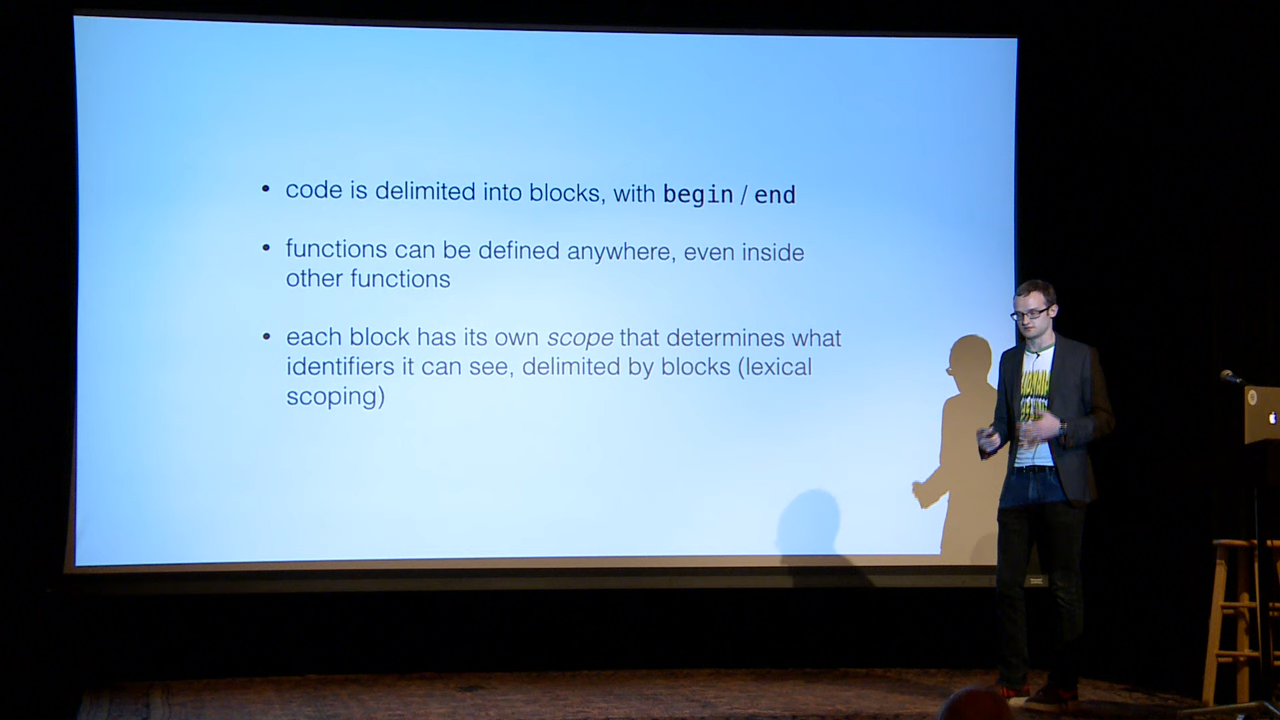 • code is delimited into blocks, with begin / end
• functions can be defined anywhere, even inside
other functions
• each block has its own scope that determines what
identifiers it can see, delimited by blocks (lexical
scoping)